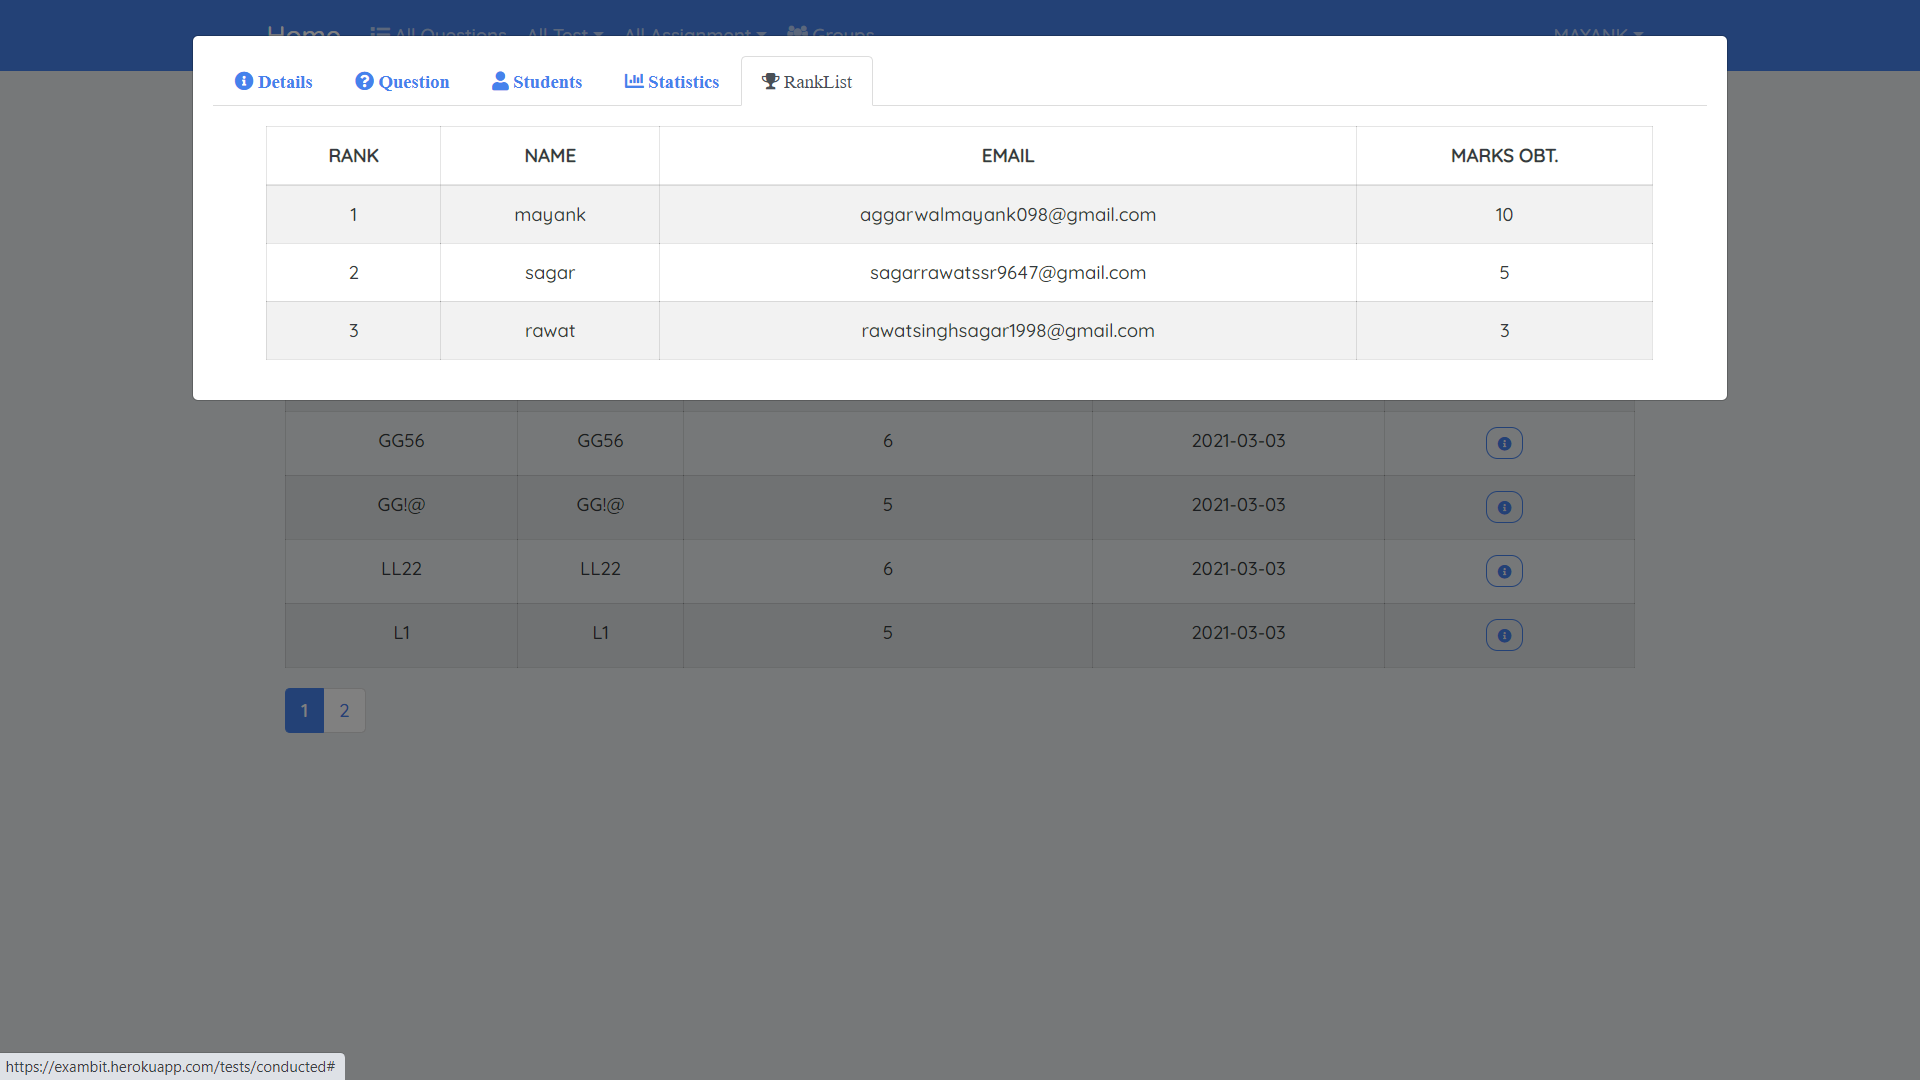 Home All Questions All Test All Assignment Groups MAYANK
Details Question Students Statistics RankList
RANK NAME EMAIL MARKS OBT.
1 mayank aggarwalmayank098@gmail.com 10
2 sagar sagarrawatssr9647@gmail.com 5
3 rawat rawatsinghsagar1998@gmail.com 3
GG56 GG56 6 2021-03-03
GG!@ GG!@ 5 2021-03-03
LL22 LL22 6 2021-03-03
L1 L1 5 2021-03-03
1 2
https://exambit.herokuapp.com/tests/conducted#